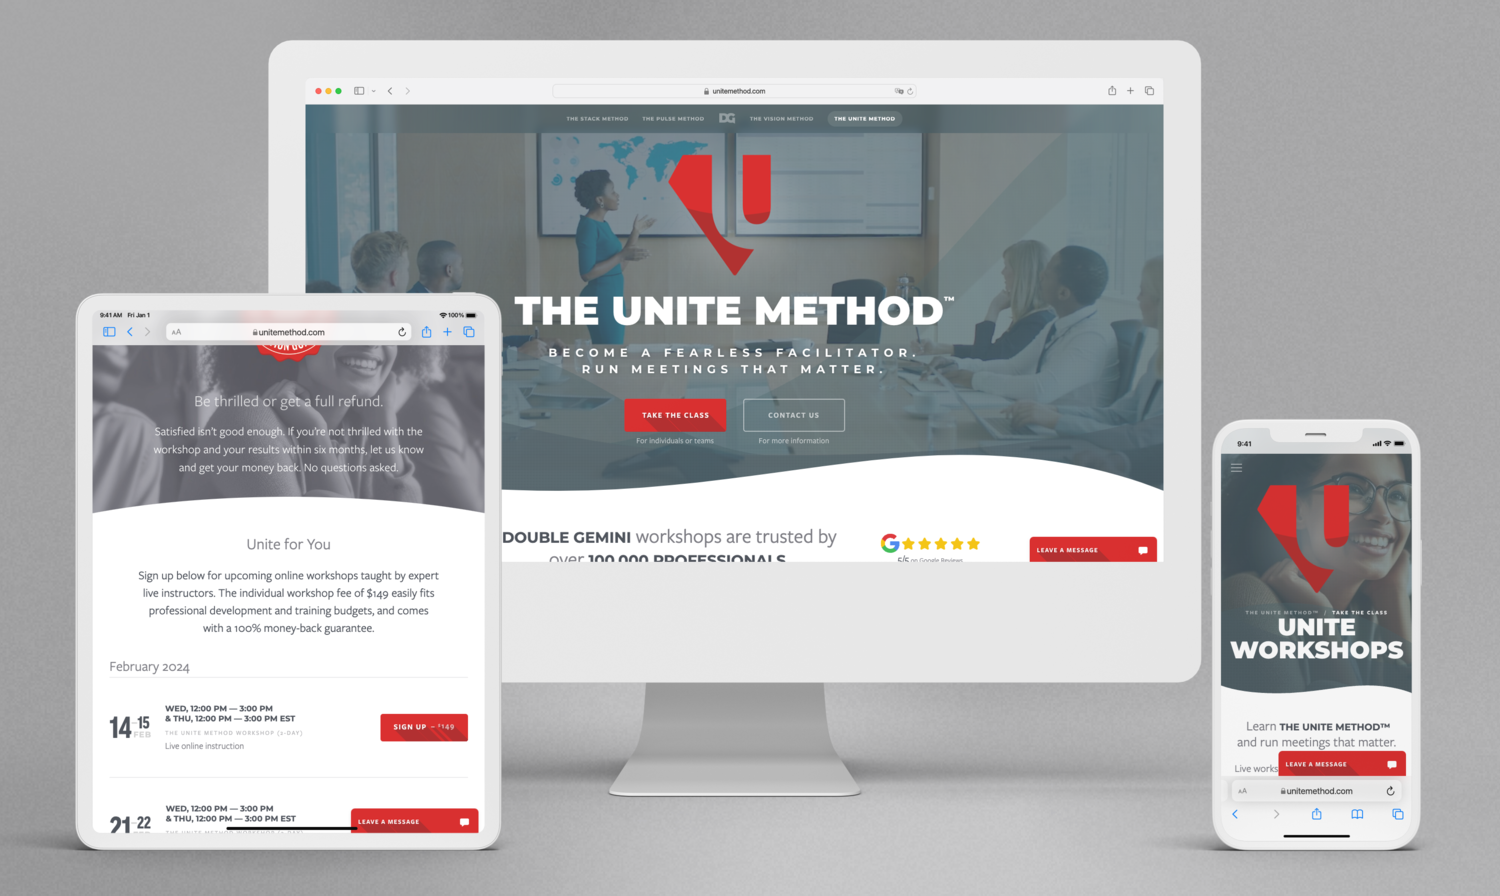 unitemethod.com
THE STACK METHOD
THE PULSE METHOD
DG
THE VISION METHOD
THE UNITE METHOD
THE UNITE METHOD™
BECOME A FEARLESS FACILITATOR.
RUN MEETINGS THAT MATTER.
TAKE THE CLASS
CONTACT US
For individuals or teams
For more information
DOUBLE GEMINI workshops are trusted by
over 100,000 PROFESSIONALS
G
5/5 on Google Reviews
LEAVE A MESSAGE
9:41 AM Fri Jan 1
100%
AA
unitemethod.com
Be thrilled or get a full refund.
Satisfied isn't good enough. If you're not thrilled with the
workshop and your results within six months, let us know
and get your money back. No questions asked.
Unite for You
Sign up below for upcoming online workshops taught by expert
live instructors. The individual workshop fee of $149 easily fits
professional development and training budgets, and comes
with a 100% money-back guarantee.
February 2024
14–15
FEB
WED, 12:00 PM — 3:00 PM
& THU, 12:00 PM — 3:00 PM EST
THE UNITE METHOD WORKSHOP (2-DAY)
Live online instruction
SIGN UP – $149
21–22
WED, 12:00 PM — 3:00 PM
& THU, 12:00 PM — 3:00 PM EST
THE UNITE METHOD WORKSHOP (2-DAY)
LEAVE A MESSAGE
9:41
THE UNITE METHOD™ / TAKE THE CLASS
UNITE
WORKSHOPS
Learn THE UNITE METHOD™
and run meetings that matter.
Live works
LEAVE A MESSAGE
AA
unitemethod.com